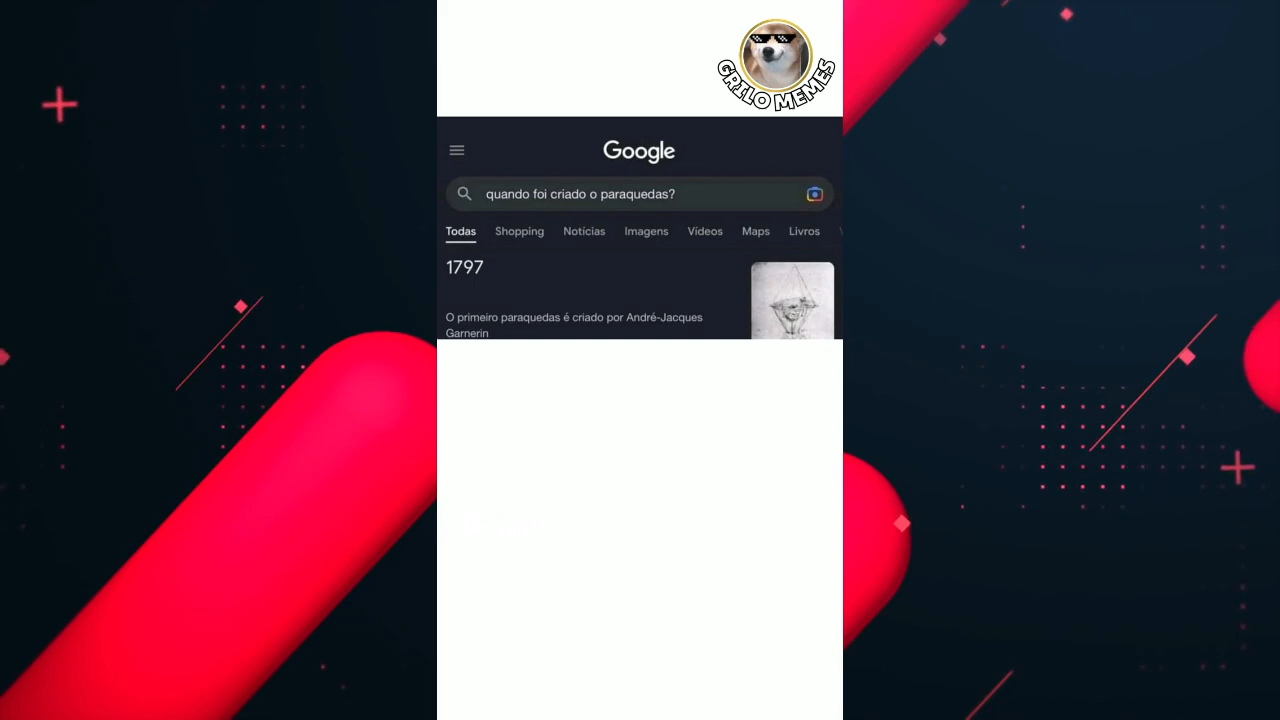 GRILO MEMES
Google
quando foi criado o paraquedas?
Todas Shopping Notícias Imagens Vídeos Maps Livros
1797
O primeiro paraquedas é criado por André-Jacques
Garnerin